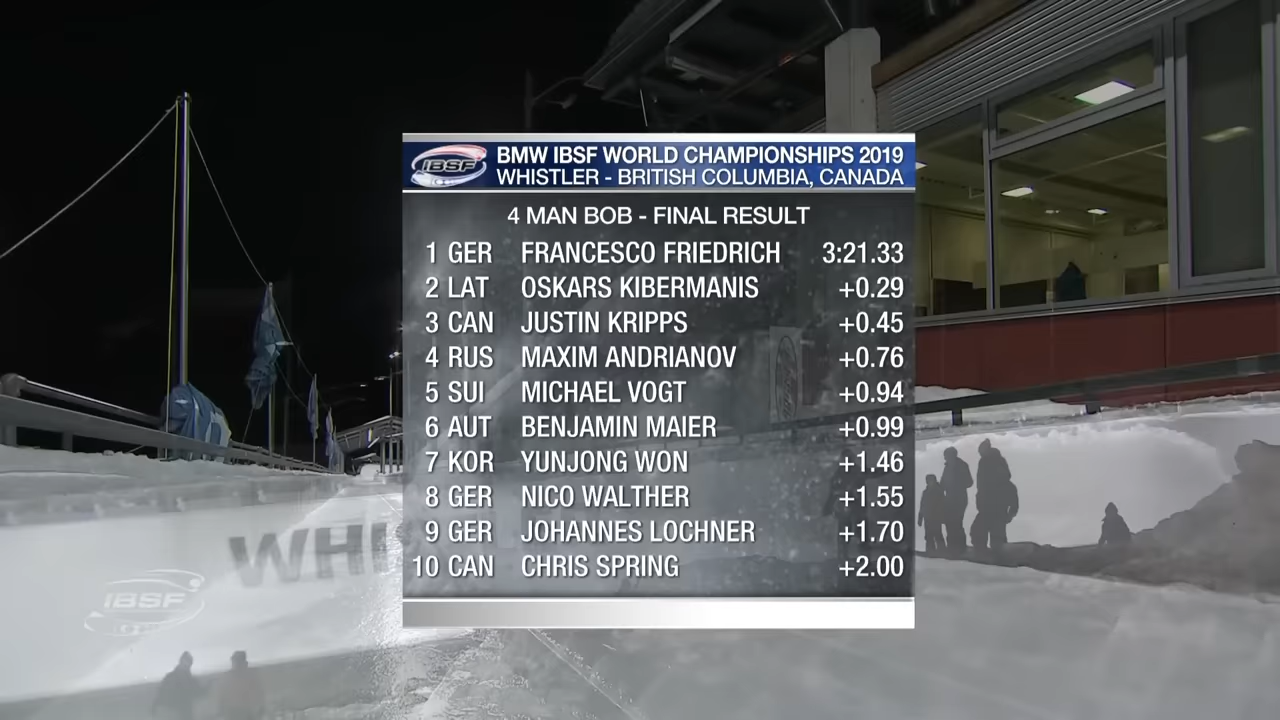 IBSF
BMW IBSF WORLD CHAMPIONSHIPS 2019
WHISTLER - BRITISH COLUMBIA, CANADA
4 MAN BOB - FINAL RESULT
1 GER FRANCESCO FRIEDRICH 3:21.33
2 LAT OSKARS KIBERMANIS +0.29
3 CAN JUSTIN KRIPPS +0.45
4 RUS MAXIM ANDRIANOV +0.76
5 SUI MICHAEL VOGT +0.94
6 AUT BENJAMIN MAIER +0.99
7 KOR YUNJONG WON +1.46
8 GER NICO WALTHER +1.55
9 GER JOHANNES LOCHNER +1.70
10 CAN CHRIS SPRING +2.00
WHI
IBSF